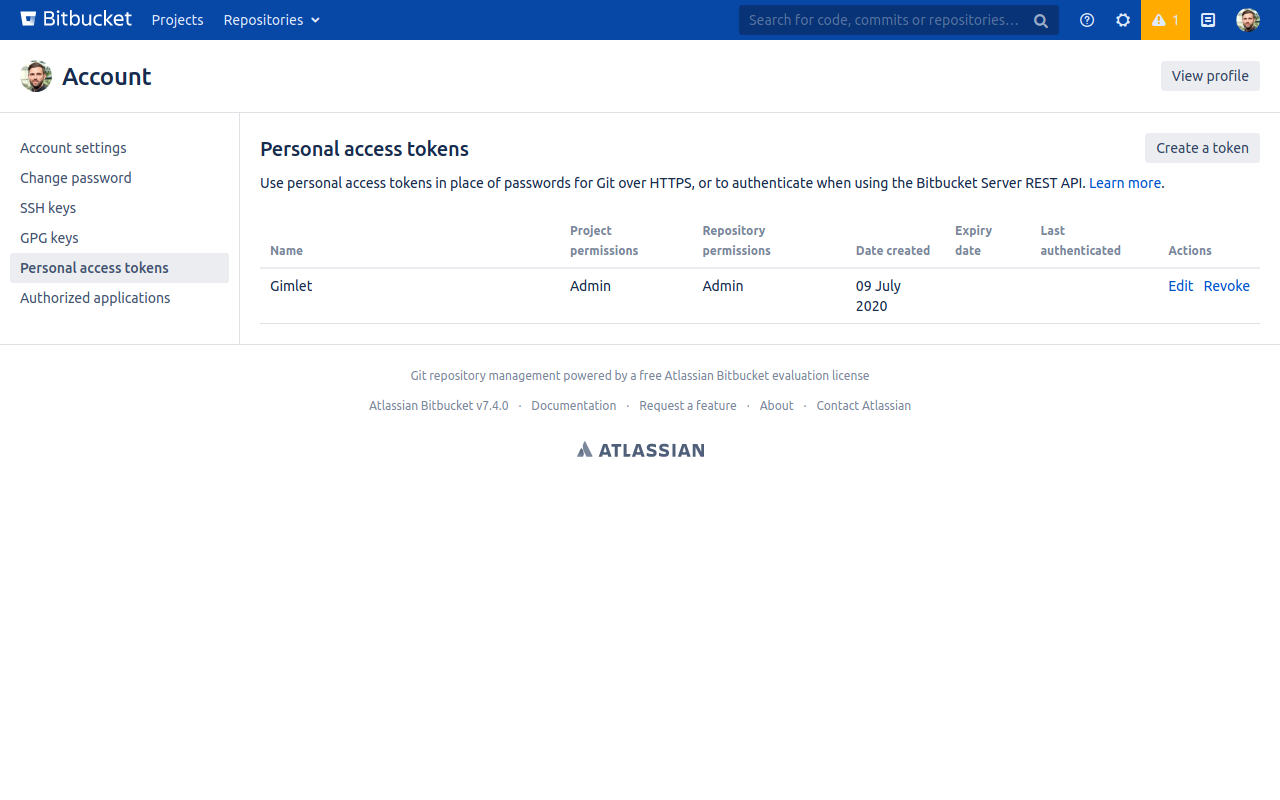 Bitbucket Projects Repositories Search for code, commits or repositories… 1
Account View profile
Account settings
Change password
SSH keys
GPG keys
Personal access tokens
Authorized applications
Personal access tokens Create a token
Use personal access tokens in place of passwords for Git over HTTPS, or to authenticate when using the Bitbucket Server REST API. Learn more.
Name Project permissions Repository permissions Date created Expiry date Last authenticated Actions
Gimlet Admin Admin 09 July 2020 Edit Revoke
Git repository management powered by a free Atlassian Bitbucket evaluation license
Atlassian Bitbucket v7.4.0 · Documentation · Request a feature · About · Contact Atlassian
ATLASSIAN